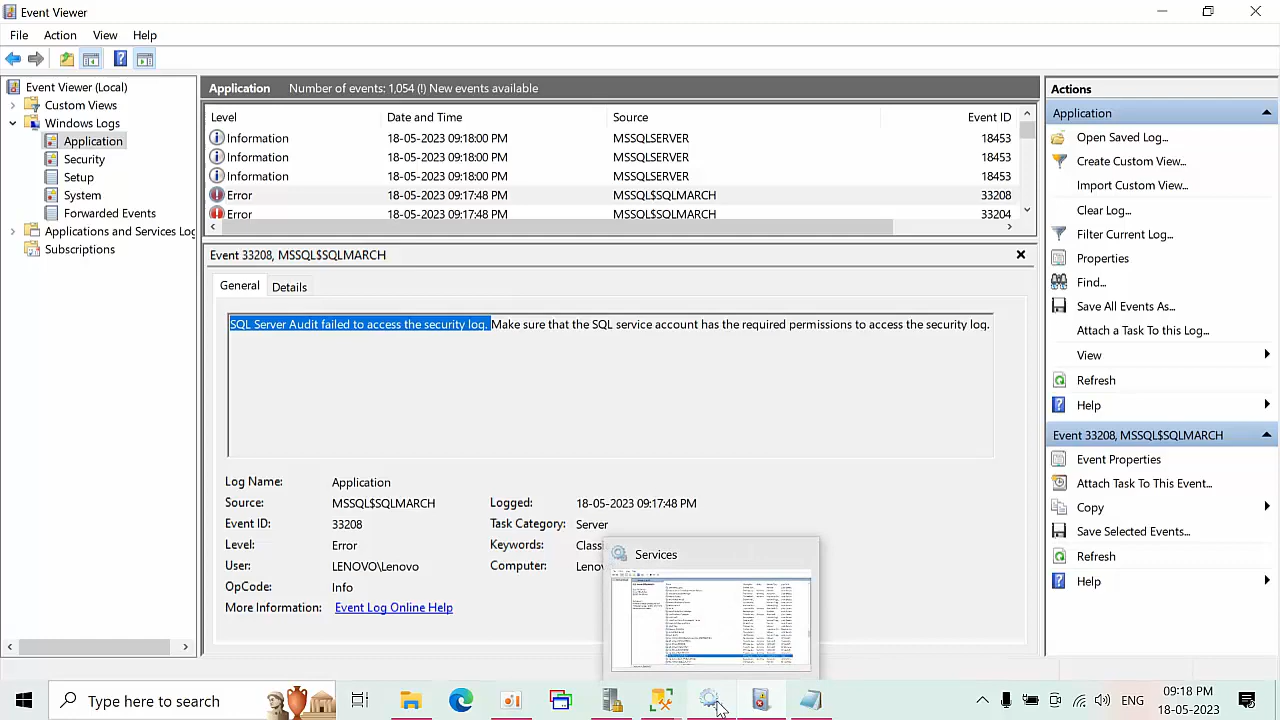 Event Viewer
File Action View Help
Event Viewer (Local)
Custom Views
Windows Logs
Application
Security
Setup
System
Forwarded Events
Applications and Services Log
Subscriptions
Application Number of events: 1,054 (!) New events available
Level Date and Time Source Event ID
Information 18-05-2023 09:18:00 PM MSSQLSERVER 18453
Information 18-05-2023 09:18:00 PM MSSQLSERVER 18453
Information 18-05-2023 09:18:00 PM MSSQLSERVER 18453
Error 18-05-2023 09:17:48 PM MSSQL$SQLMARCH 33208
Error 18-05-2023 09:17:48 PM MSSQL$SQLMARCH 33204
Event 33208, MSSQL$SQLMARCH
General Details
SQL Server Audit failed to access the security log. Make sure that the SQL service account has the required permissions to access the security log.
Log Name: Application
Source: MSSQL$SQLMARCH Logged: 18-05-2023 09:17:48 PM
Event ID: 33208 Task Category: Server
Level: Error Keywords: Classi
User: LENOVO\Lenovo Computer: Lenov
OpCode: Info
More Information: Event Log Online Help
Services
Actions
Application
Open Saved Log...
Create Custom View...
Import Custom View...
Clear Log...
Filter Current Log...
Properties
Find...
Save All Events As...
Attach a Task To this Log...
View
Refresh
Help
Event 33208, MSSQL$SQLMARCH
Event Properties
Attach Task To This Event...
Copy
Save Selected Events...
Refresh
Help
Type here to search
ENG
09:18 PM
18-05-2023